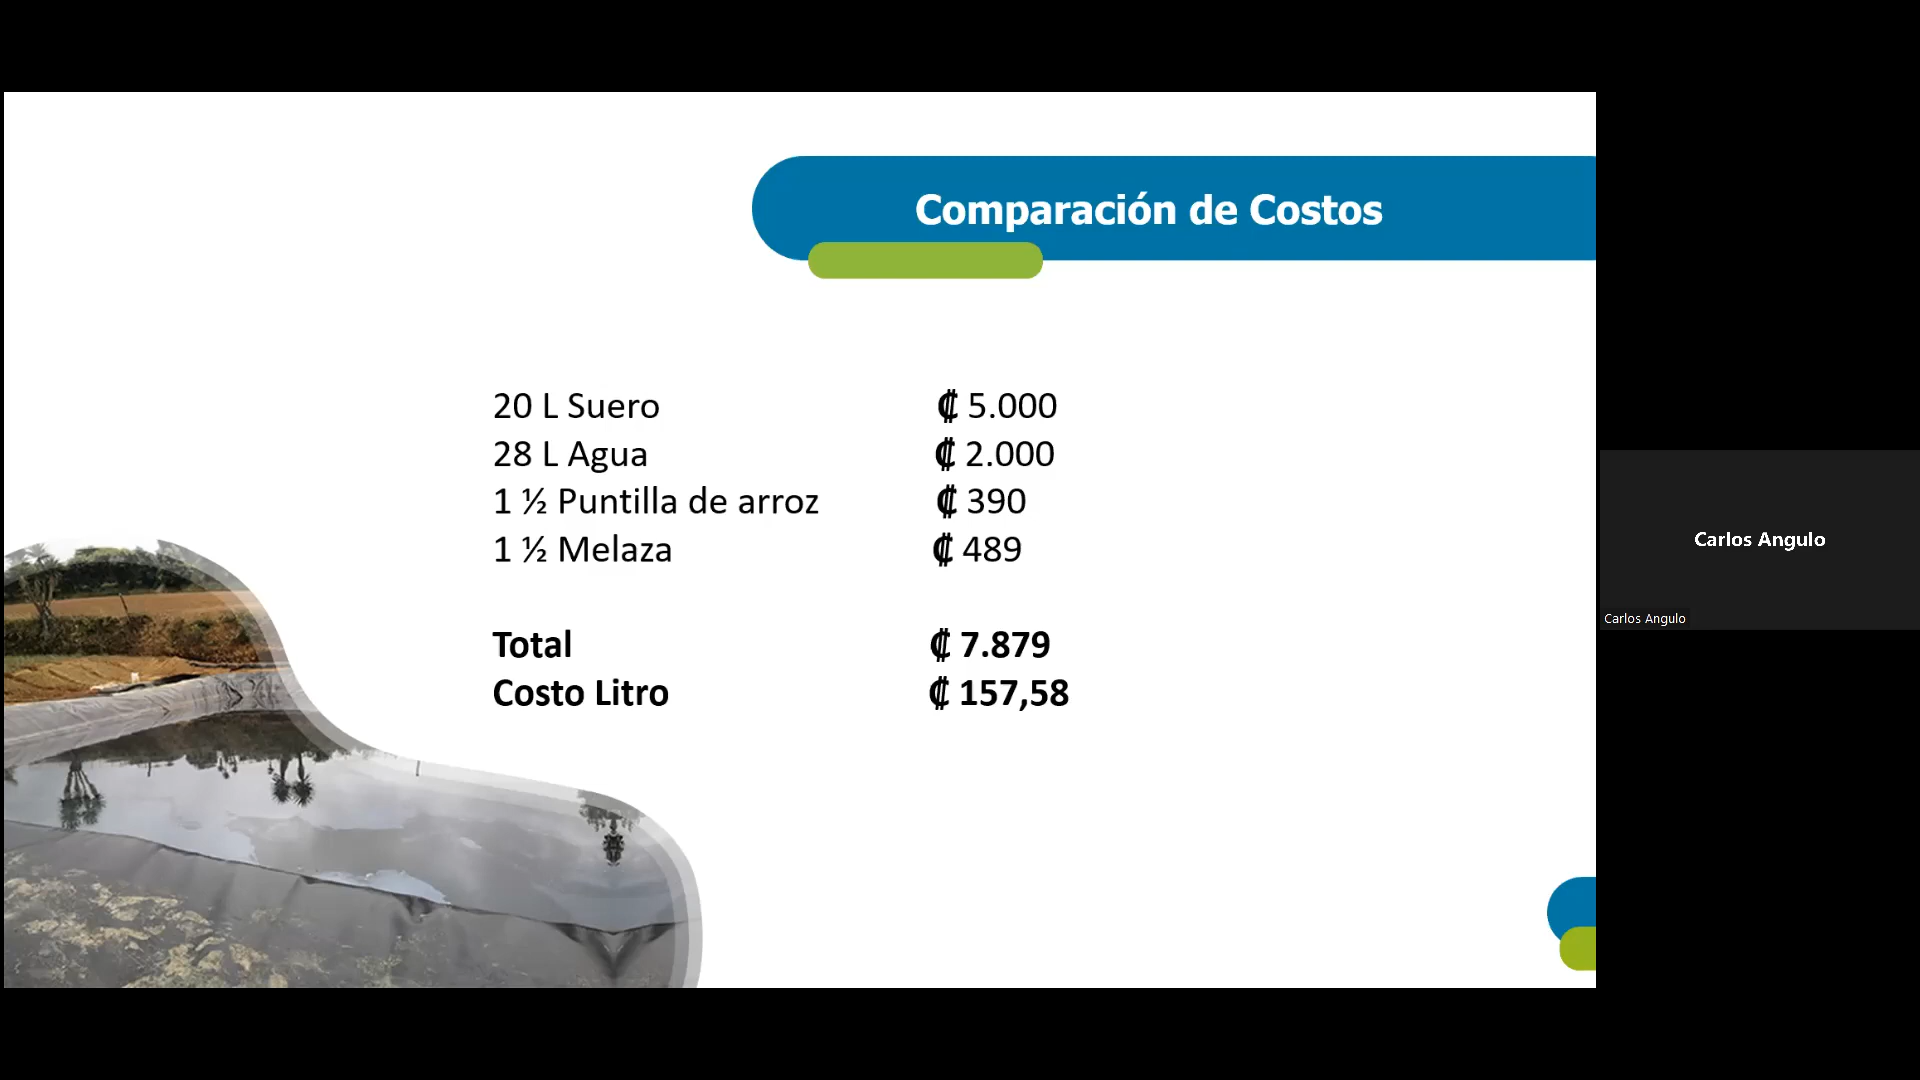 Comparación de Costos
20 L Suero ₡ 5.000
28 L Agua ₡ 2.000
1 ½ Puntilla de arroz ₡ 390
1 ½ Melaza ₡ 489
Total ₡ 7.879
Costo Litro ₡ 157,58
Carlos Angulo
Carlos Angulo